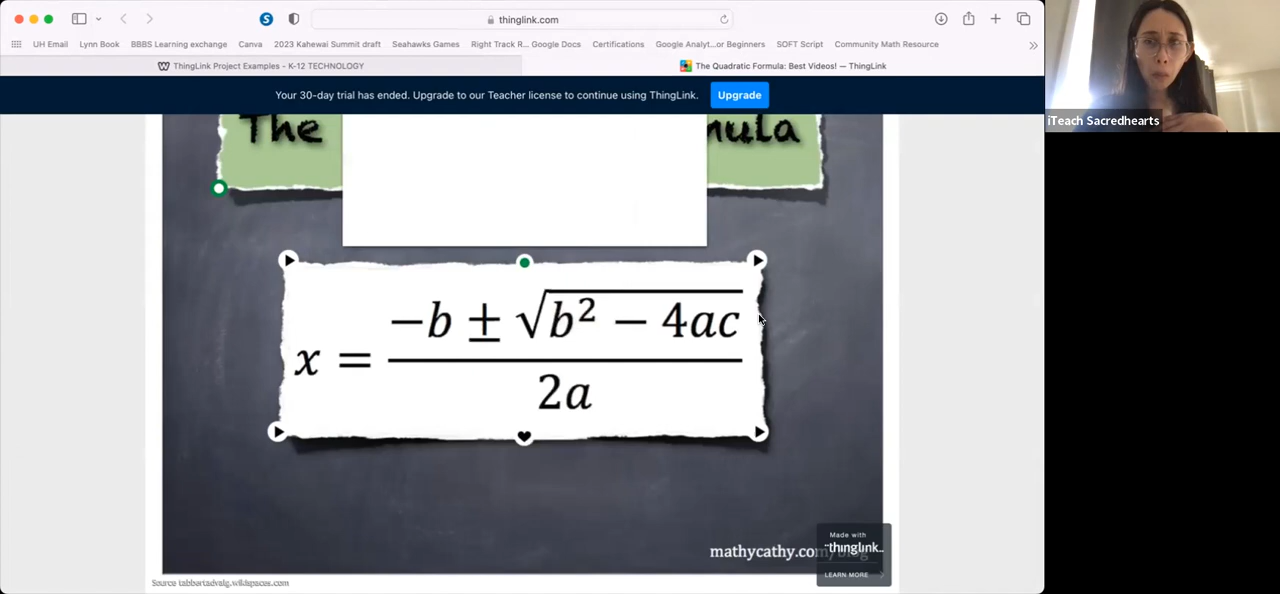 thinglink.com
UH Email
Lynn Book
BBBS Learning exchange
Canva
2023 Kahewai Summit draft
Seahawks Games
Right Track R... Google Docs
Certifications
Google Analyt...or Beginners
SOFT Script
Community Math Resource
ThingLink Project Examples - K-12 TECHNOLOGY
The Quadratic Formula: Best Videos! — ThingLink
Your 30-day trial has ended. Upgrade to our Teacher license to continue using ThingLink.
Upgrade
iTeach Sacredhearts
The
mula
x = −b ± √b² − 4ac
2a
Made with
thinglink..
mathycathy.co
LEARN MORE
Source tabbertadvalg.wikispaces.com